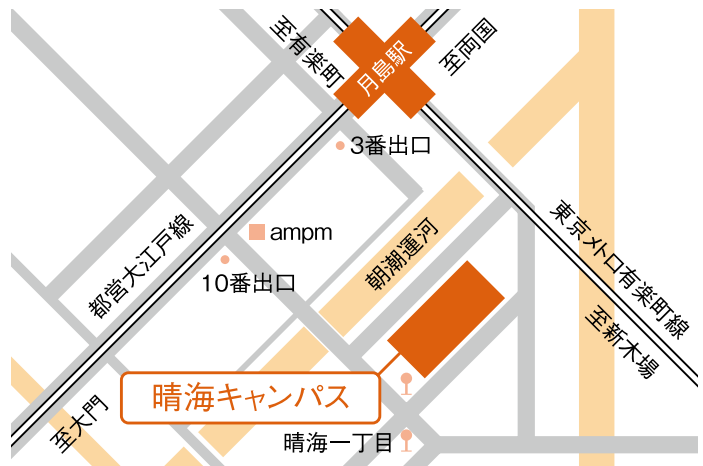 至有楽町
月島駅
至両国
3番出口
ampm
都営大江戸線
10番出口
朝潮運河
東京メトロ有楽町線
至新木場
晴海キャンパス
至大門
晴海一丁目